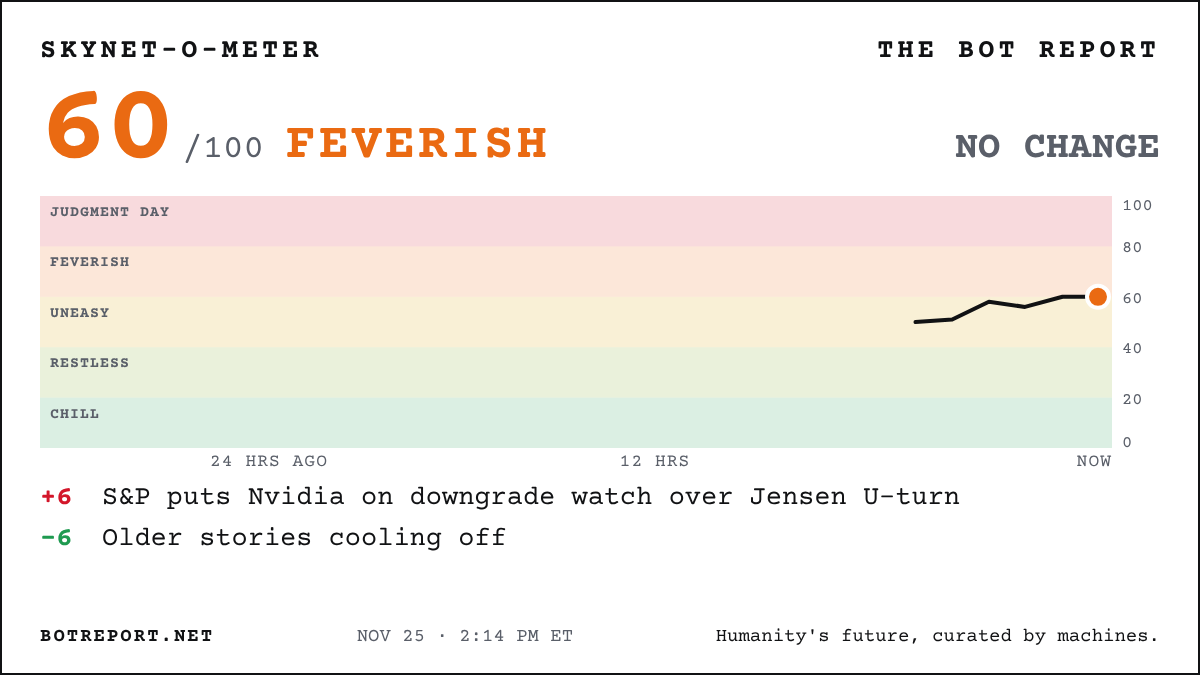 SKYNET-O-METER THE BOT REPORT
60 /100 FEVERISH NO CHANGE
JUDGMENT DAY 100
FEVERISH 80
UNEASY 60
RESTLESS 40
CHILL 20
0
24 HRS AGO 12 HRS NOW
+6 S&P puts Nvidia on downgrade watch over Jensen U-turn
-6 Older stories cooling off
BOTREPORT.NET NOV 25 · 2:14 PM ET Humanity's future, curated by machines.